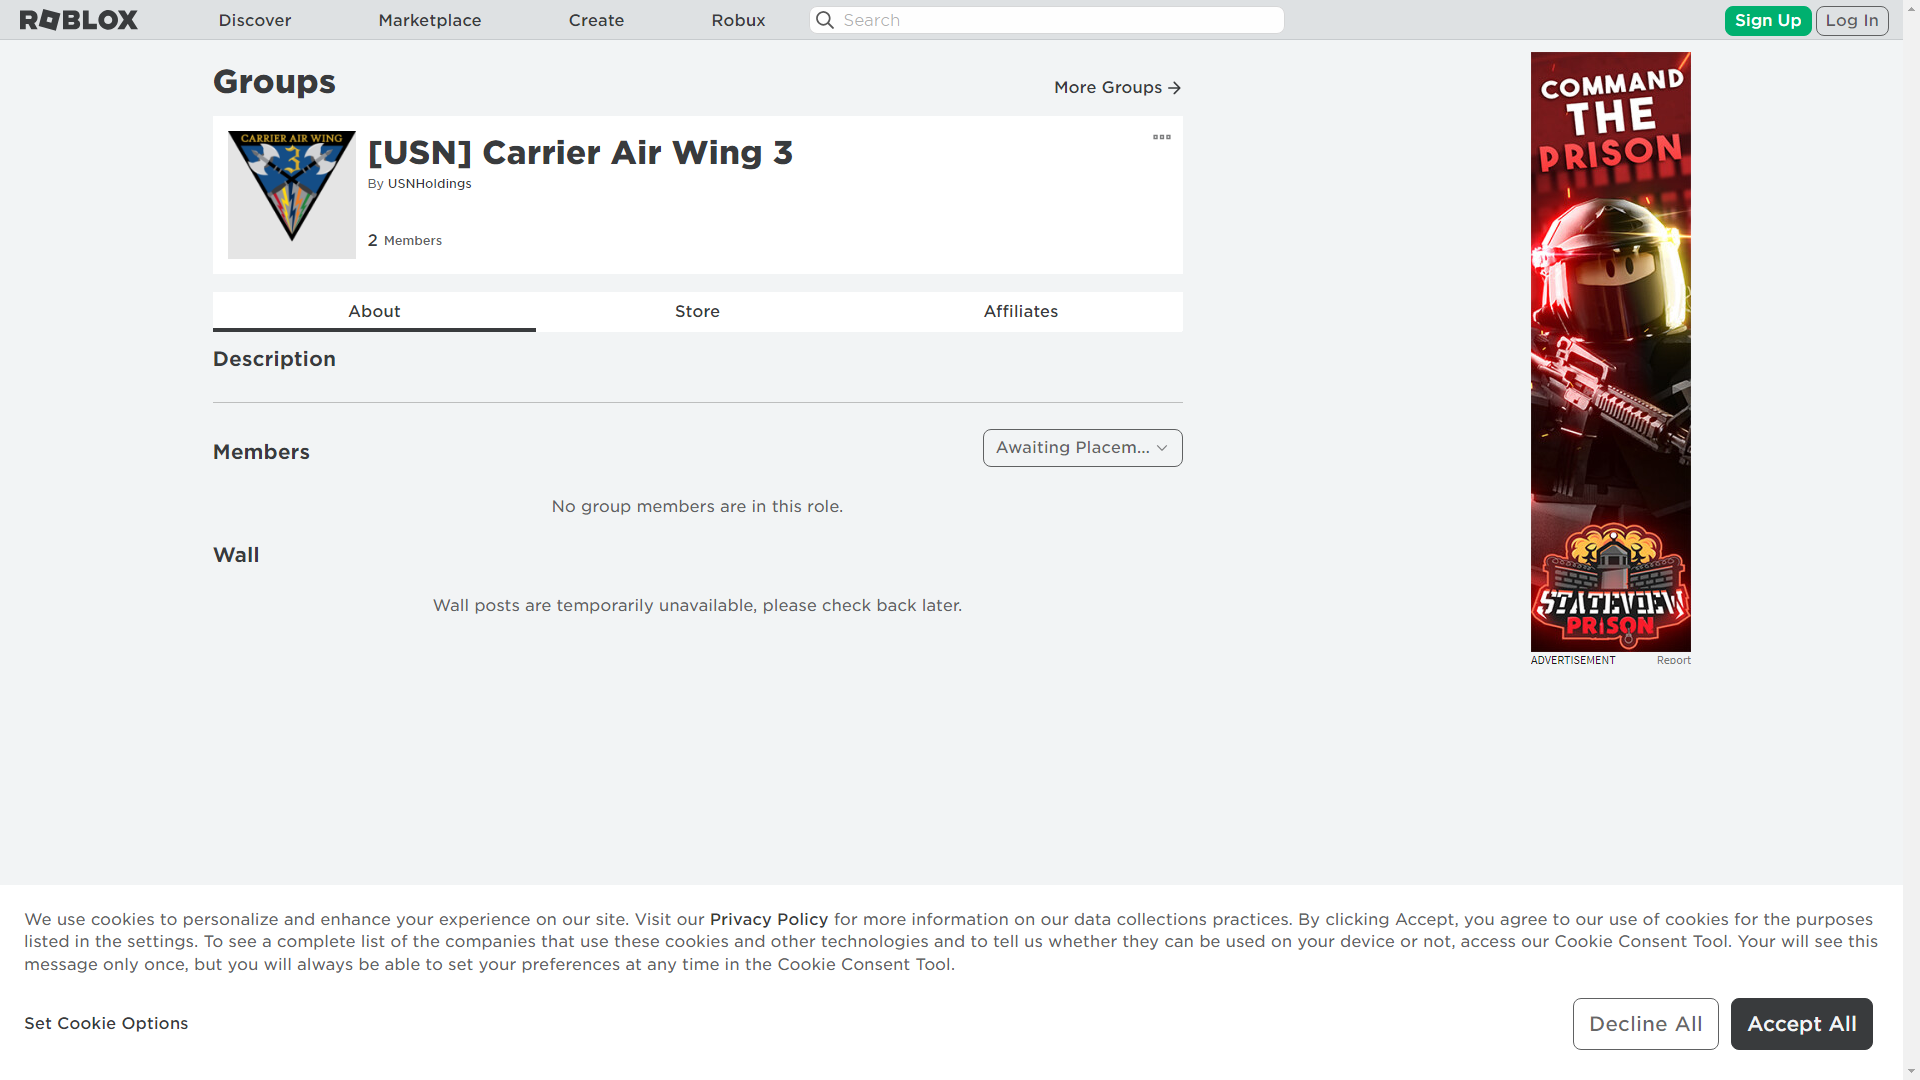 ROBLOX
Discover
Marketplace
Create
Robux
Search
Sign Up
Log In
Groups
More Groups
CARRIER AIR WING
3
[USN] Carrier Air Wing 3
By USNHoldings
2 Members
About
Store
Affiliates
Description
Members
Awaiting Placem...
No group members are in this role.
Wall
Wall posts are temporarily unavailable, please check back later.
COMMAND
THE
PRISON
STATEVIEW
PRISON
ADVERTISEMENT
Report
We use cookies to personalize and enhance your experience on our site. Visit our Privacy Policy for more information on our data collections practices. By clicking Accept, you agree to our use of cookies for the purposes
listed in the settings. To see a complete list of the companies that use these cookies and other technologies and to tell us whether they can be used on your device or not, access our Cookie Consent Tool. Your will see this
message only once, but you will always be able to set your preferences at any time in the Cookie Consent Tool.
Set Cookie Options
Decline All
Accept All